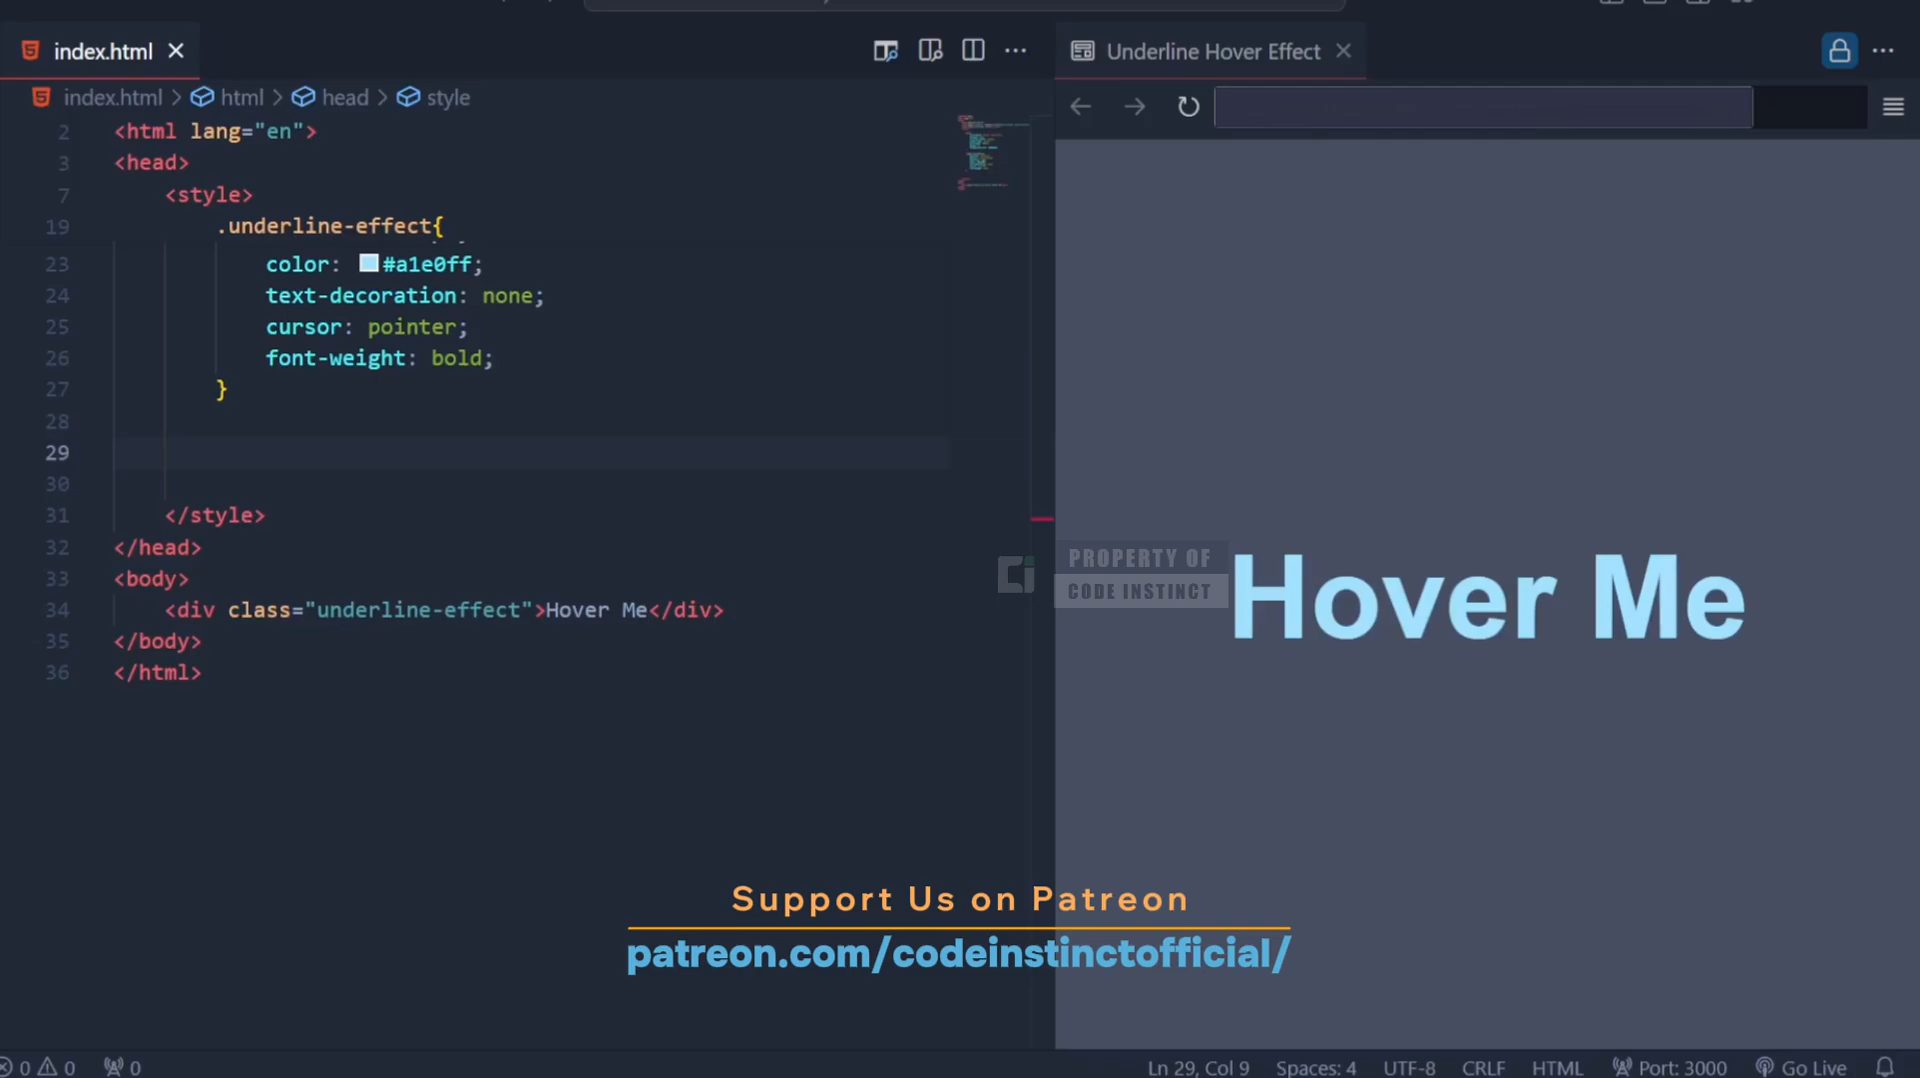 index.html
Underline Hover Effect
index.html > html > head > style
2 <html lang="en">
3 <head>
7 <style>
19 .underline-effect{
23 color: #a1e0ff;
24 text-decoration: none;
25 cursor: pointer;
26 font-weight: bold;
27 }
28
29
30
31 </style>
32 </head>
33 <body>
34 <div class="underline-effect">Hover Me</div>
35 </body>
36 </html>
PROPERTY OF
CODE INSTINCT
Hover Me
Support Us on Patreon
patreon.com/codeinstinctofficial/
0 0 0 Ln 29, Col 9 Spaces: 4 UTF-8 CRLF HTML Port: 3000 Go Live